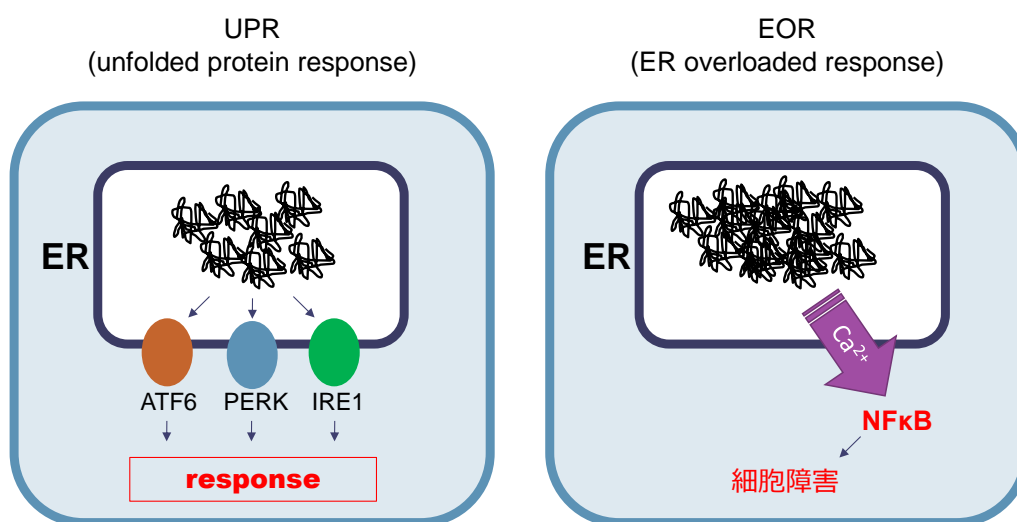 UPR
(unfolded protein response)
ER
ATF6 PERK IRE1
response
EOR
(ER overloaded response)
ER
Ca²⁺
NFκB
細胞障害